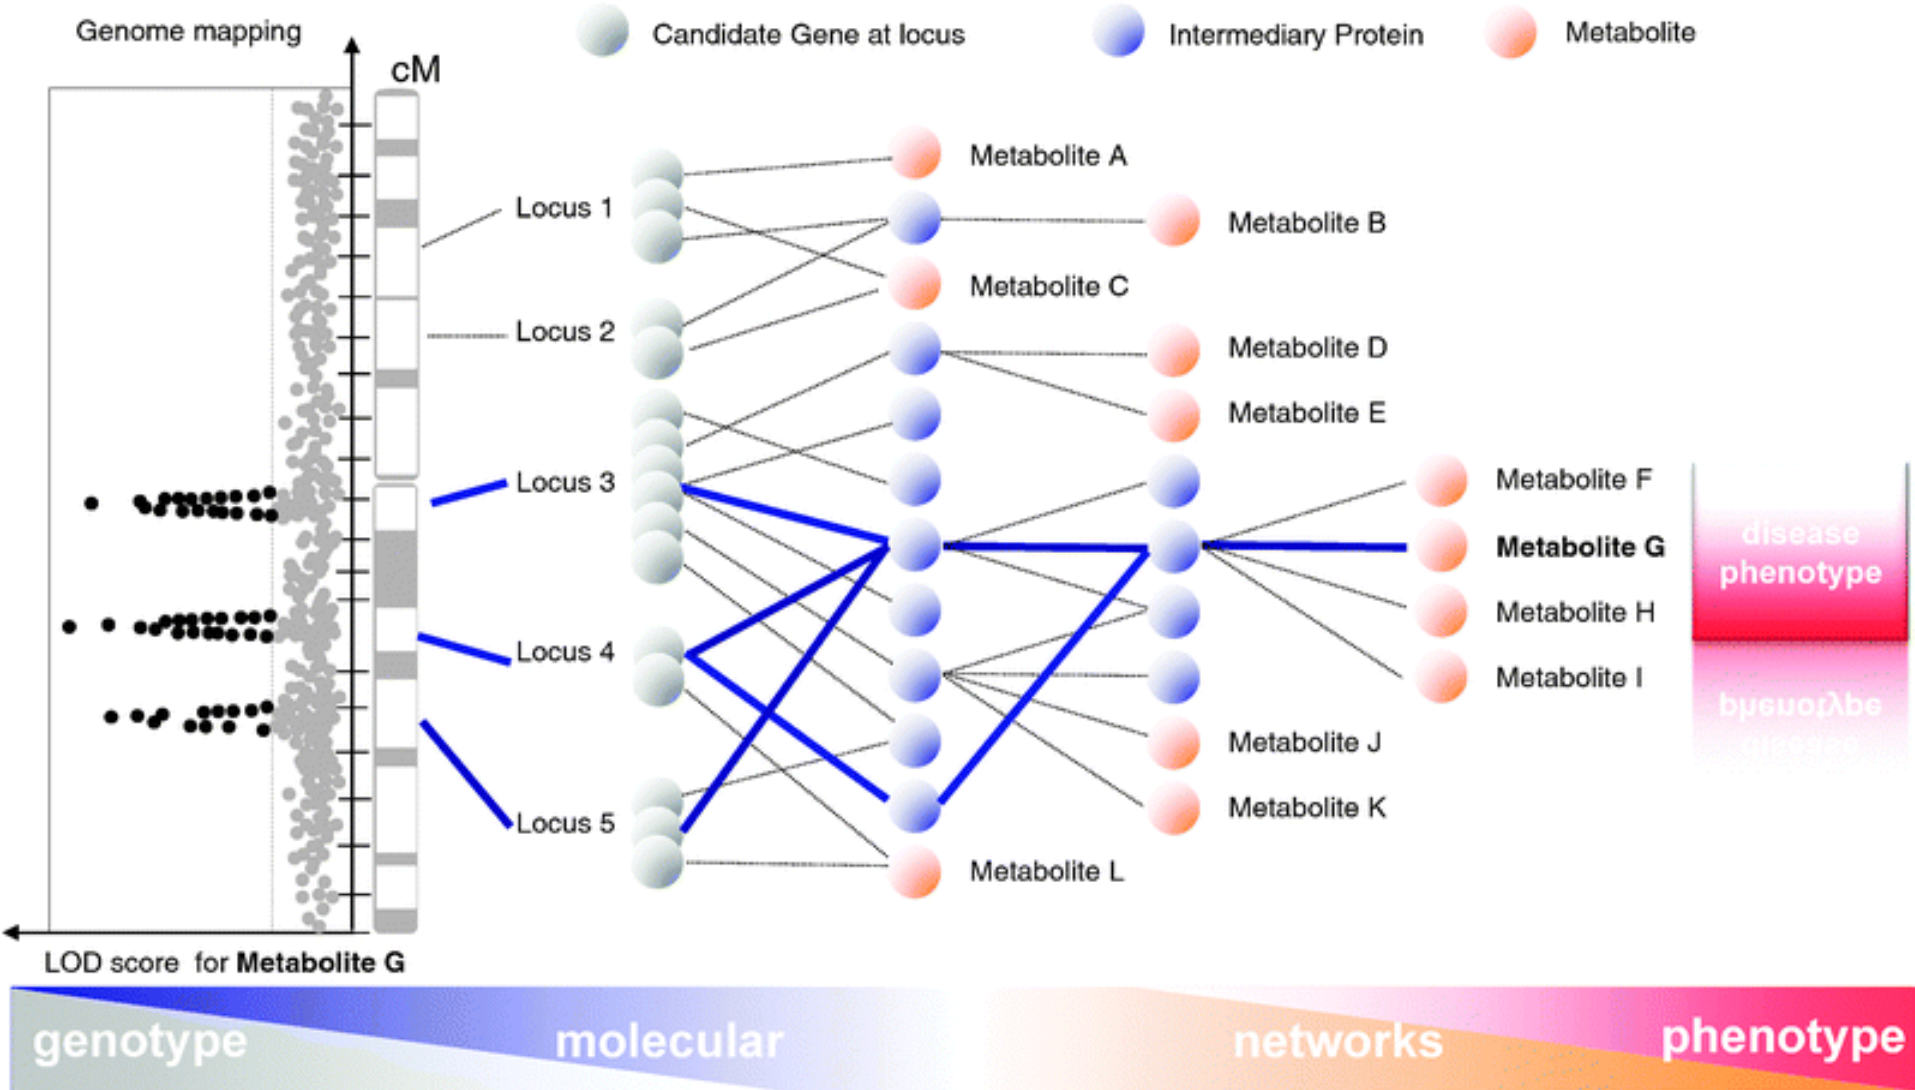 Genome mapping
Candidate Gene at locus
Intermediary Protein
Metabolite
cM
Metabolite A
Locus 1
Metabolite B
Metabolite C
Locus 2
Metabolite D
Metabolite E
Locus 3
Metabolite F
Metabolite G
disease
phenotype
Metabolite H
Locus 4
Metabolite I
phenotype
disease
Metabolite J
Metabolite K
Locus 5
Metabolite L
LOD score for Metabolite G
genotype
molecular
networks
phenotype